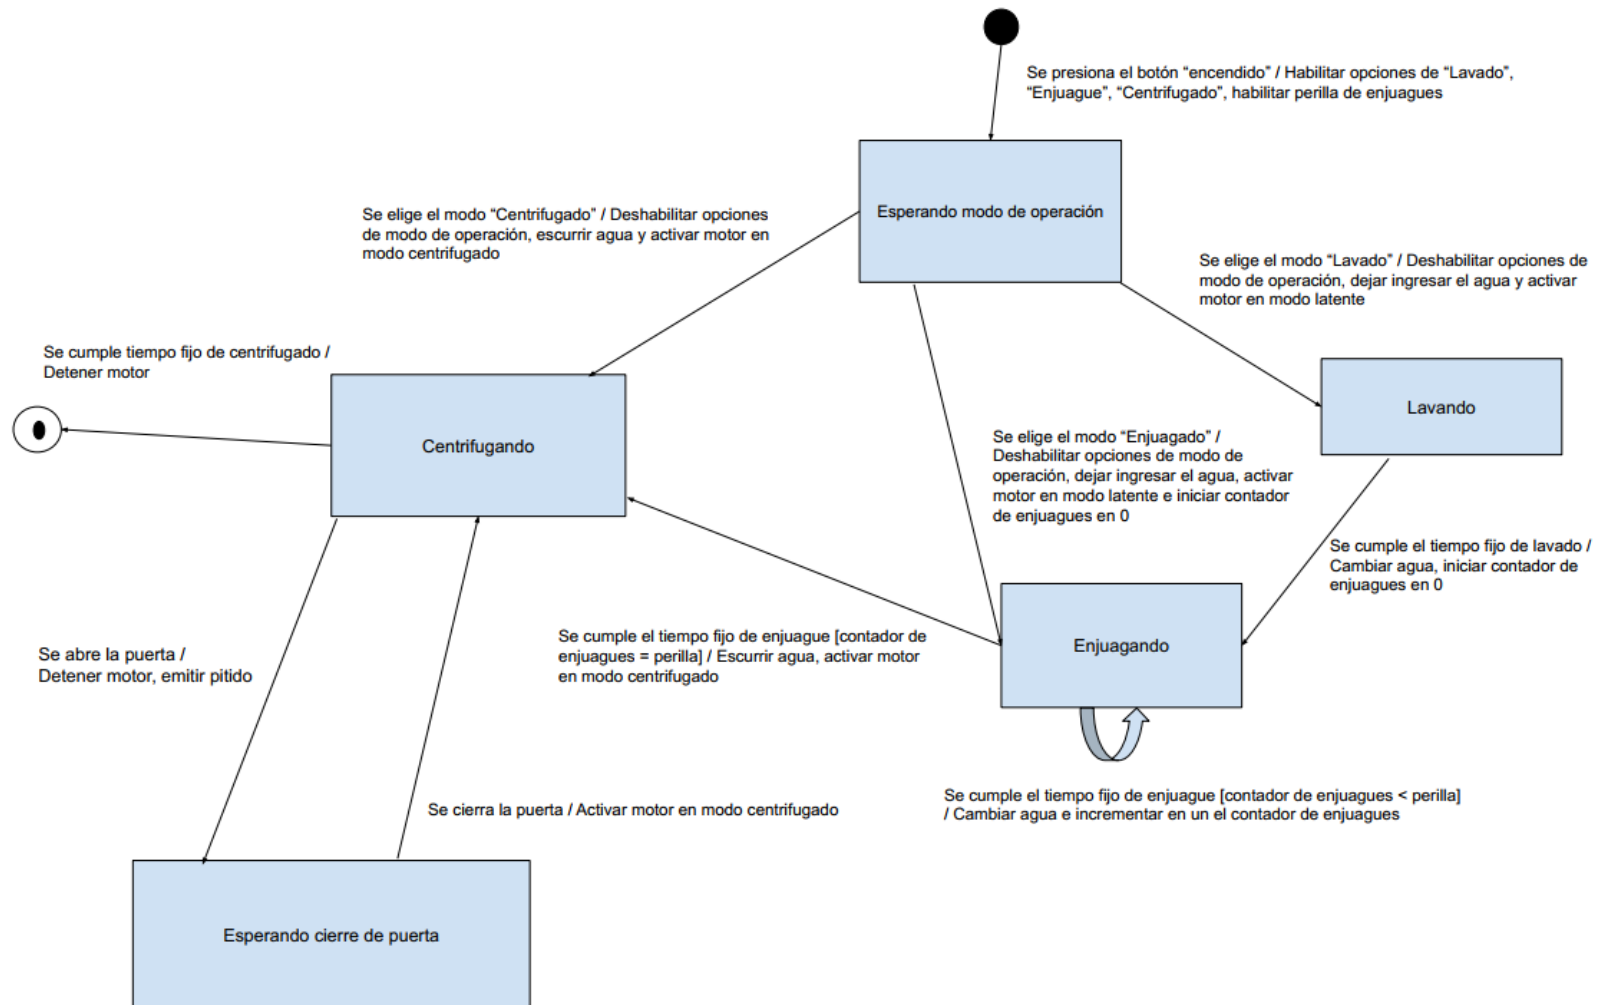 Se presiona el botón “encendido” / Habilitar opciones de “Lavado”,
“Enjuague”, “Centrifugado”, habilitar perilla de enjuagues
Esperando modo de operación
Se elige el modo “Centrifugado” / Deshabilitar opciones
de modo de operación, escurrir agua y activar motor en
modo centrifugado
Se elige el modo “Lavado” / Deshabilitar opciones de
modo de operación, dejar ingresar el agua y activar
motor en modo latente
Se cumple tiempo fijo de centrifugado /
Detener motor
Lavando
Centrifugando
Se elige el modo “Enjuagado” /
Deshabilitar opciones de modo de
operación, dejar ingresar el agua, activar
motor en modo latente e iniciar contador
de enjuagues en 0
Se cumple el tiempo fijo de lavado /
Cambiar agua, iniciar contador de
enjuagues en 0
Se cumple el tiempo fijo de enjuague [contador de
enjuagues = perilla] / Escurrir agua, activar motor
en modo centrifugado
Enjuagando
Se abre la puerta /
Detener motor, emitir pitido
Se cierra la puerta / Activar motor en modo centrifugado
Se cumple el tiempo fijo de enjuague [contador de enjuagues < perilla]
/ Cambiar agua e incrementar en un el contador de enjuagues
Esperando cierre de puerta